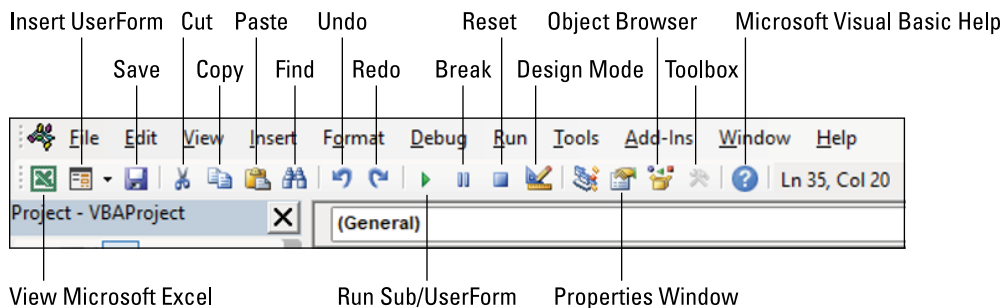 Insert UserForm Cut Paste Undo Reset Object Browser Microsoft Visual Basic Help
Save Copy Find Redo Break Design Mode Toolbox
File Edit View Insert Format Debug Run Tools Add-Ins Window Help
Ln 35, Col 20
Project - VBAProject
(General)
View Microsoft Excel Run Sub/UserForm Properties Window